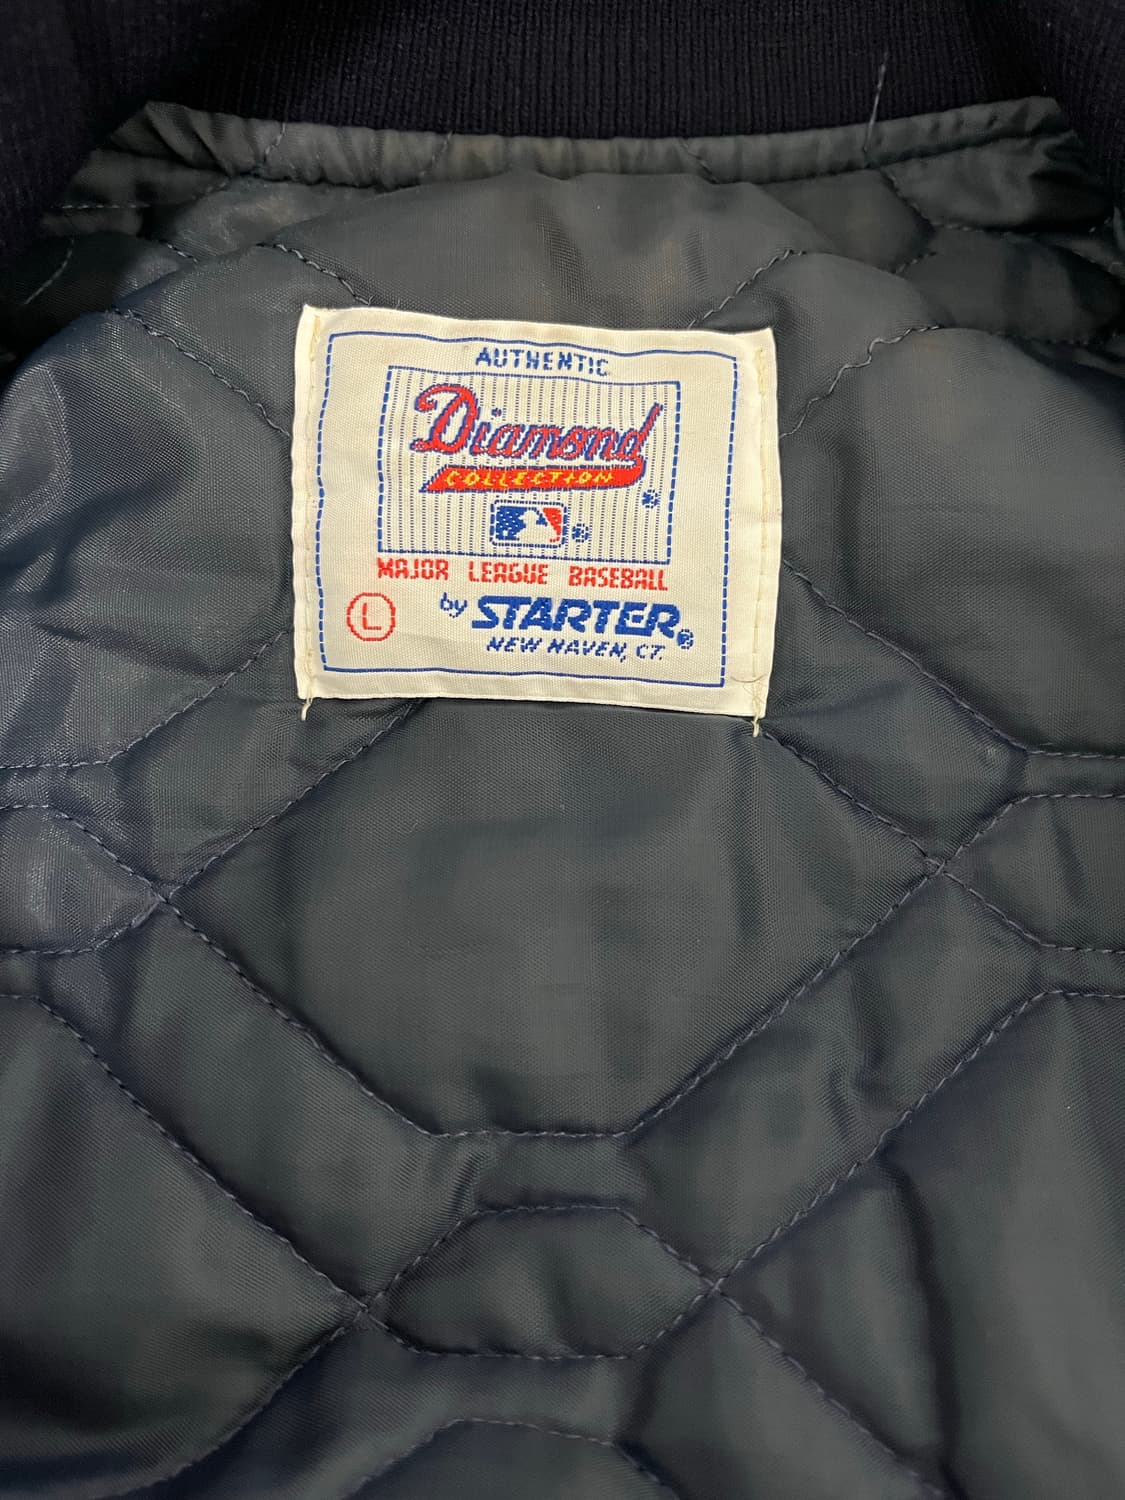 AUTHENTIC
Diamond
COLLECTION
®
®
MAJOR LEAGUE BASEBALL
L by STARTER®
NEW HAVEN, CT.